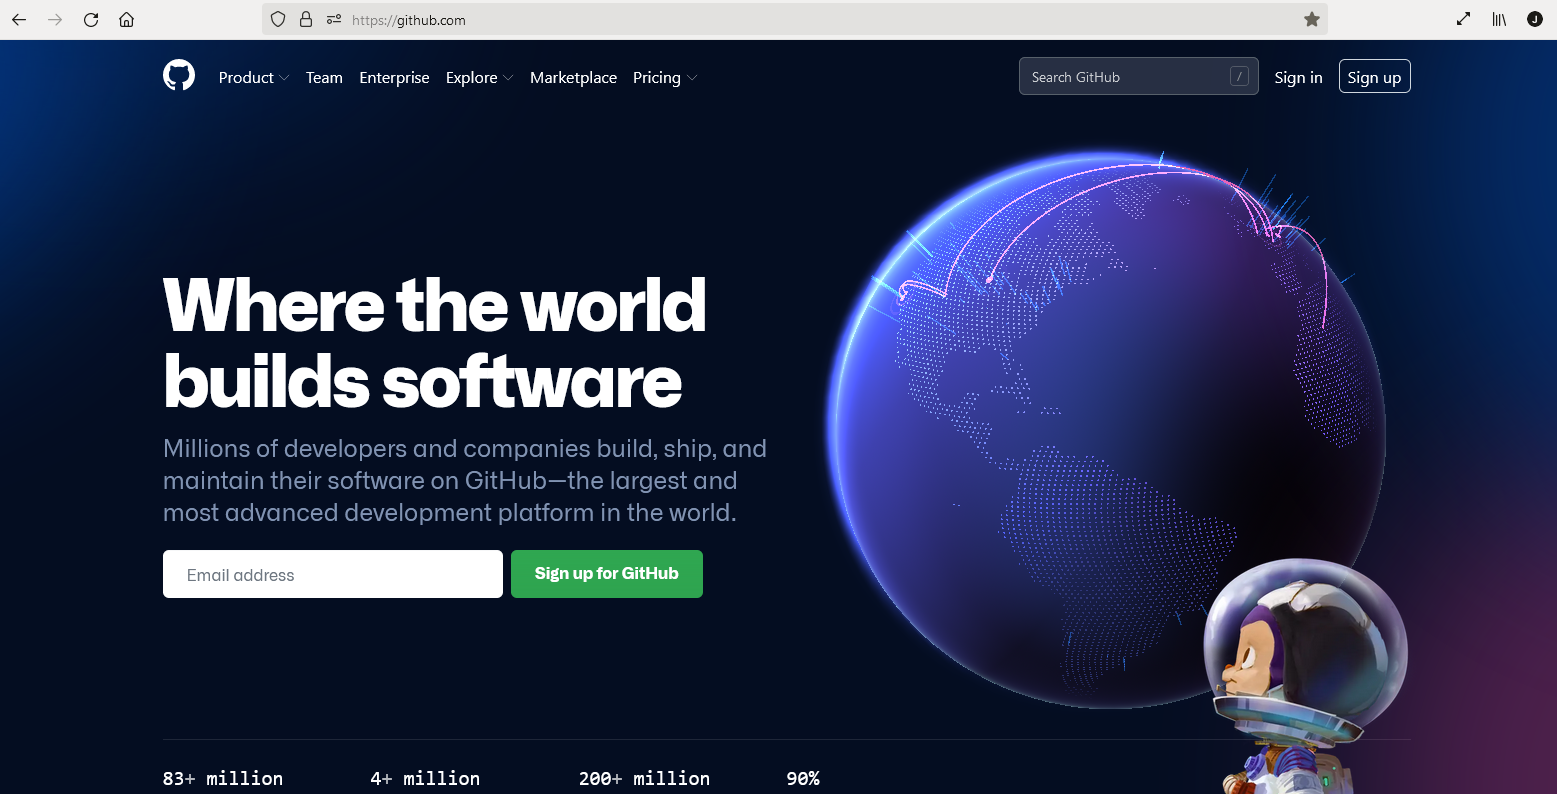 https://github.com
J
Product Team Enterprise Explore Marketplace Pricing
Search GitHub /
Sign in
Sign up
Where the world
builds software
Millions of developers and companies build, ship, and
maintain their software on GitHub—the largest and
most advanced development platform in the world.
Email address
Sign up for GitHub
83+ million 4+ million 200+ million 90%